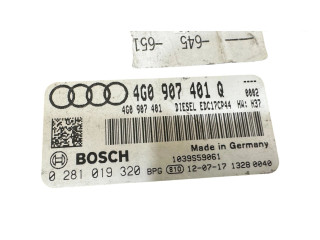 -651 -645- —
4G0 907 401 Q 0002
4G0 907 401 DIESEL EDC17CP44 HW: H37
Made in Germany
BOSCH 1039S59061
0 281 019 320 BPG S10 12-07-17 1328 0040